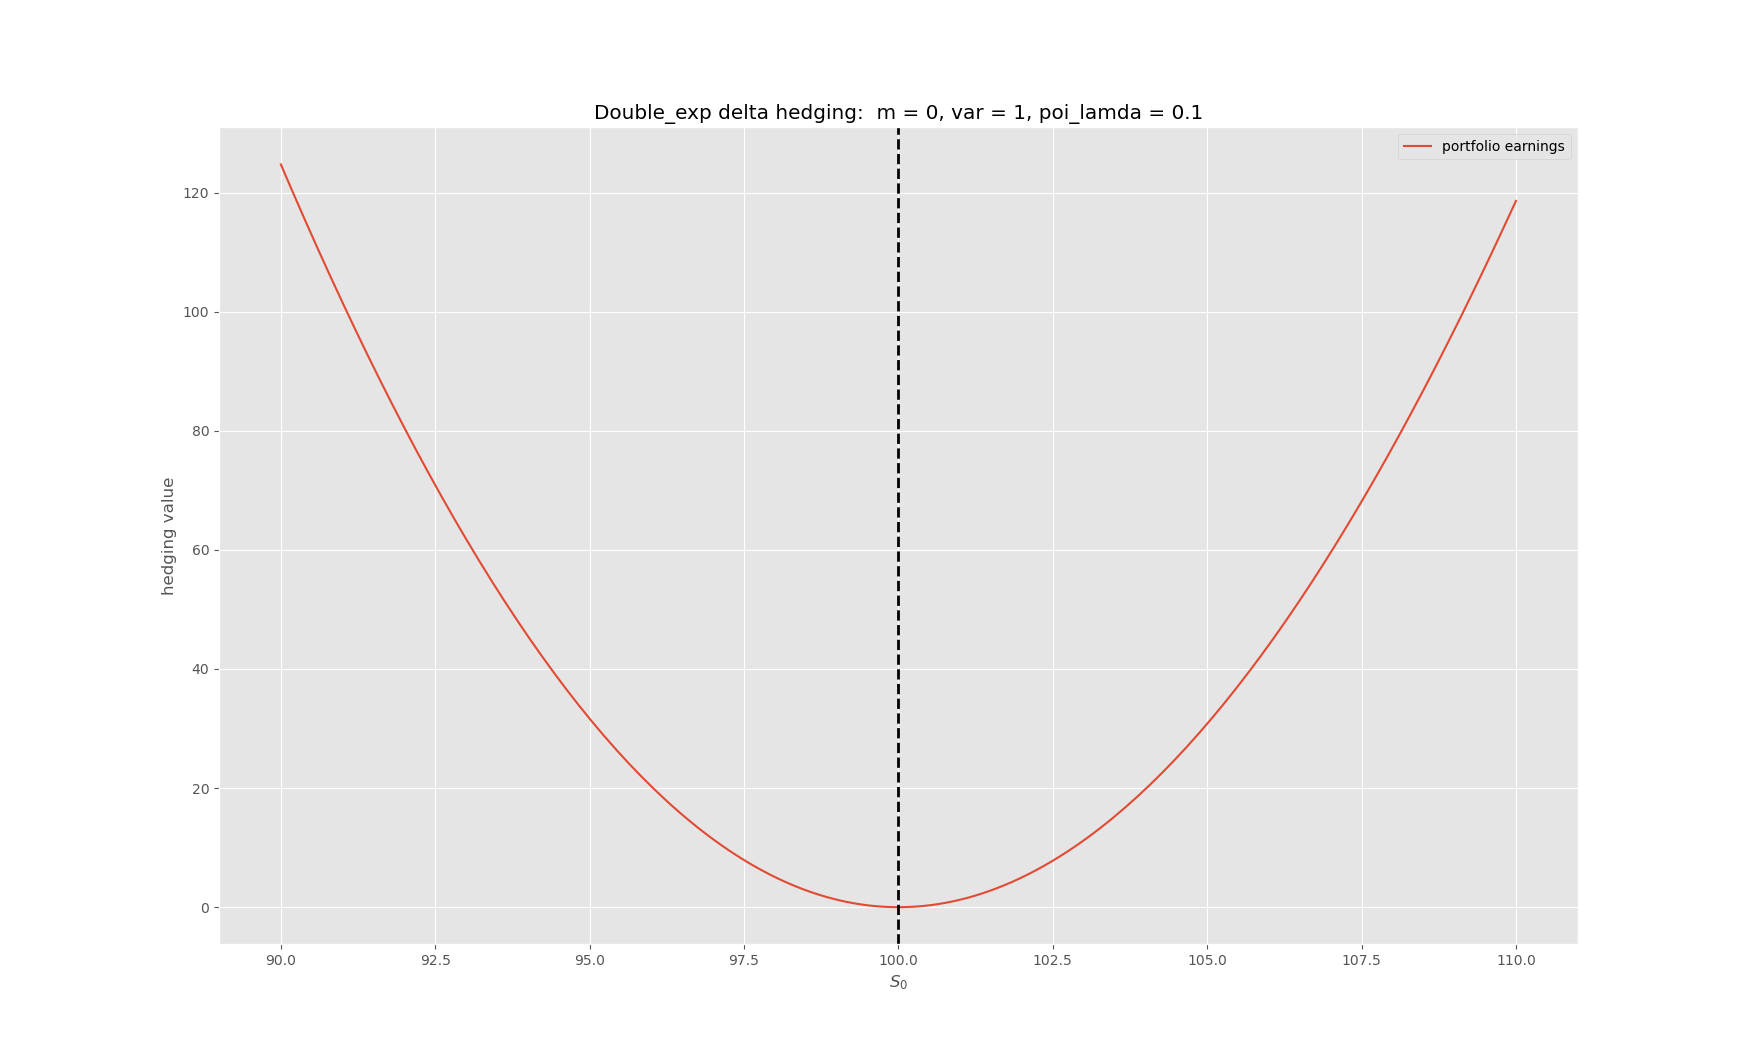 Double_exp delta hedging:  m = 0, var = 1, poi_lamda = 0.1
portfolio earnings
120
100
80
60
40
20
0
hedging value
90.0 92.5 95.0 97.5 100.0 102.5 105.0 107.5 110.0
S₀